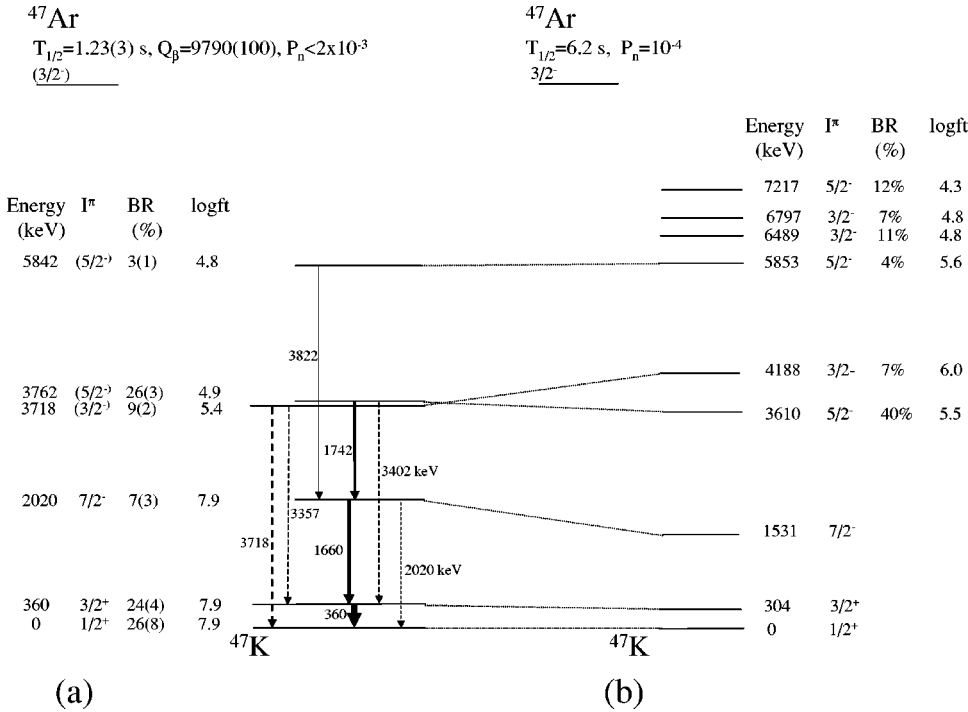 47Ar
T1/2=1.23(3) s, Qβ=9790(100), Pn<2x10-3
(3/2-)
Energy Iπ BR logft
(keV) (%)
5842 (5/2-) 3(1) 4.8
3762 (5/2-) 26(3) 4.9
3718 (3/2-) 9(2) 5.4
2020 7/2- 7(3) 7.9
360 3/2+ 24(4) 7.9
0 1/2+ 26(8) 7.9
3822
1742
3402 keV
3357
3718
1660
2020 keV
360
47K
(a)
47Ar
T1/2=6.2 s, Pn=10-4
3/2-
Energy Iπ BR logft
(keV) (%)
7217 5/2- 12% 4.3
6797 3/2- 7% 4.8
6489 3/2- 11% 4.8
5853 5/2- 4% 5.6
4188 3/2- 7% 6.0
3610 5/2- 40% 5.5
1531 7/2-
304 3/2+
0 1/2+
47K
(b)